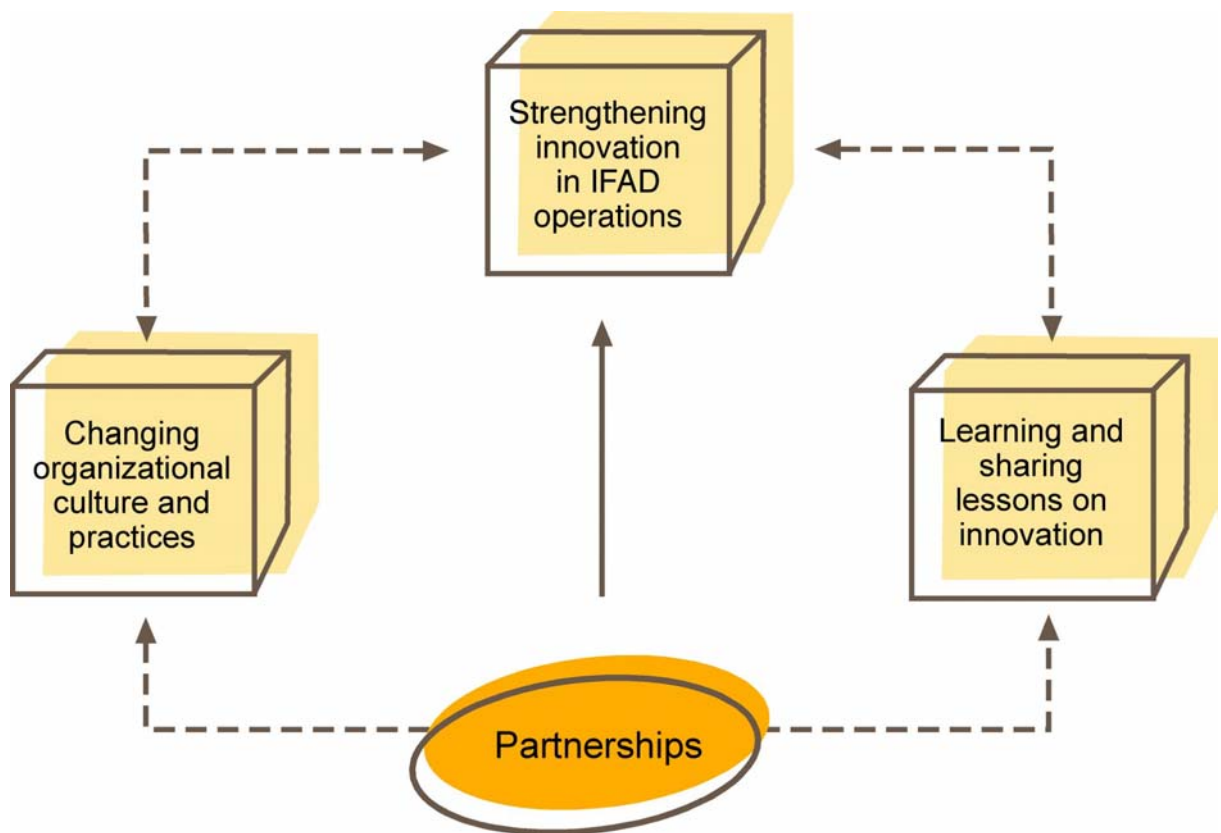 Strengthening
innovation
in IFAD
operations
Changing
organizational
culture and
practices
Learning and
sharing
lessons on
innovation
Partnerships